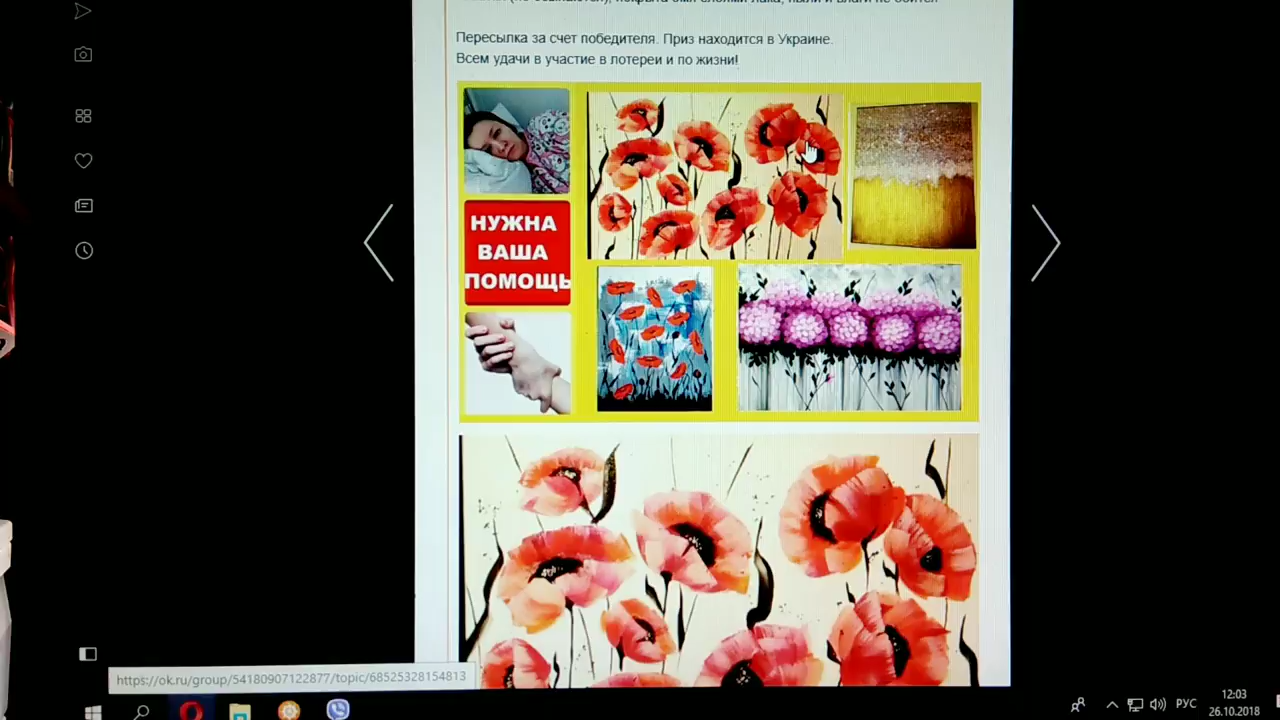 Пересылка за счет победителя. Приз находится в Украине.
Всем удачи в участие в лотереи и по жизни!
НУЖНА
ВАША
ПОМОЩЬ
https://ok.ru/group/54180907122877/topic/68525328154813
РУС
12:03
26.10.2018